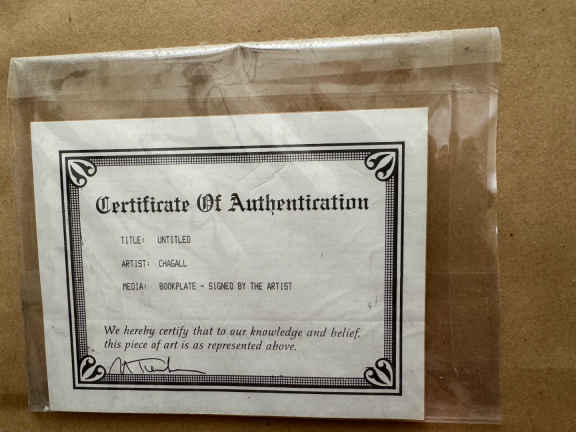 Certificate Of Authentication
TITLE: UNTITLED
ARTIST: CHAGALL
MEDIA: BOOKPLATE - SIGNED BY THE ARTIST
We hereby certify that to our knowledge and belief,
this piece of art is as represented above.